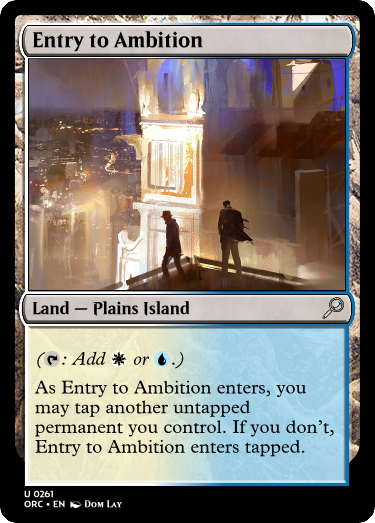 Entry to Ambition
Land — Plains Island
(: Add or .)
As Entry to Ambition enters, you
may tap another untapped
permanent you control. If you don't,
Entry to Ambition enters tapped.
U 0261
ORC • EN Dom Lay